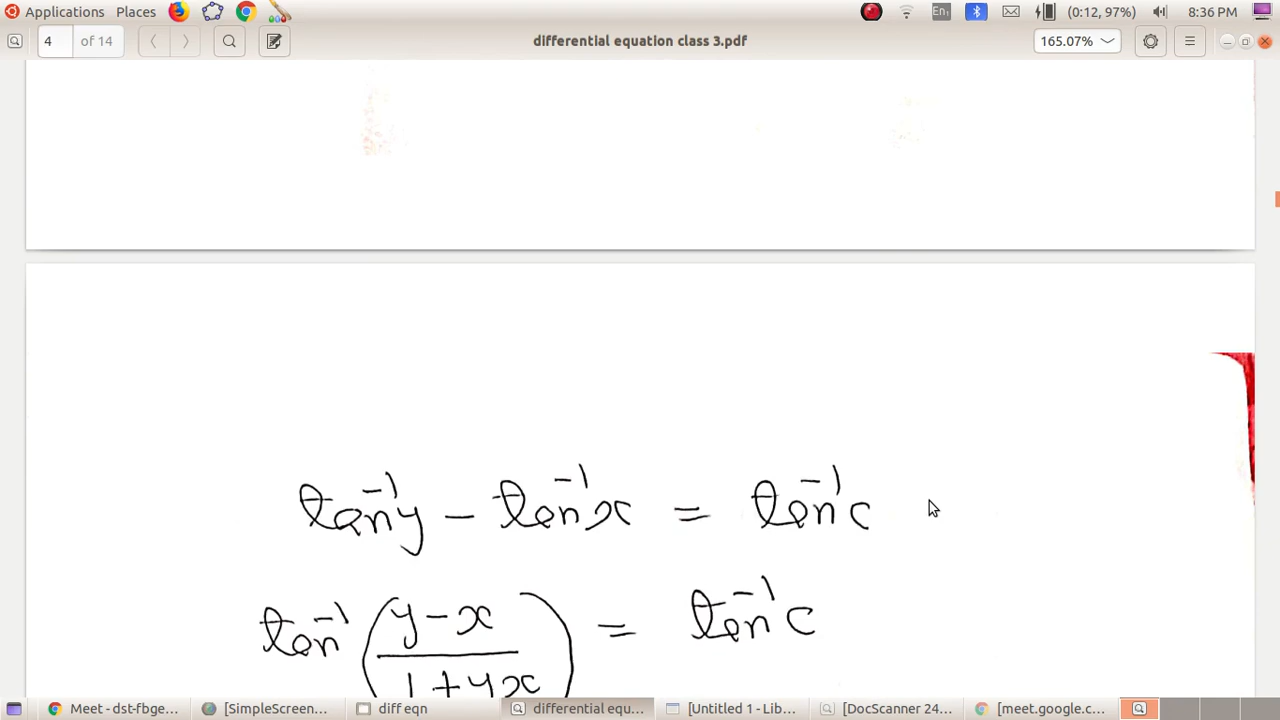 Applications Places En₁ (0:12, 97%) 8:36 PM
4 of 14 differential equation class 3.pdf 165.07%
tan⁻¹y − tan⁻¹x = tan⁻¹c
tan⁻¹(y − x / 1 + yx) = tan⁻¹c
Meet - dst-fbge... [SimpleScreen... diff eqn differential equ... [Untitled 1 - Lib... [DocScanner 24... [meet.google.co...